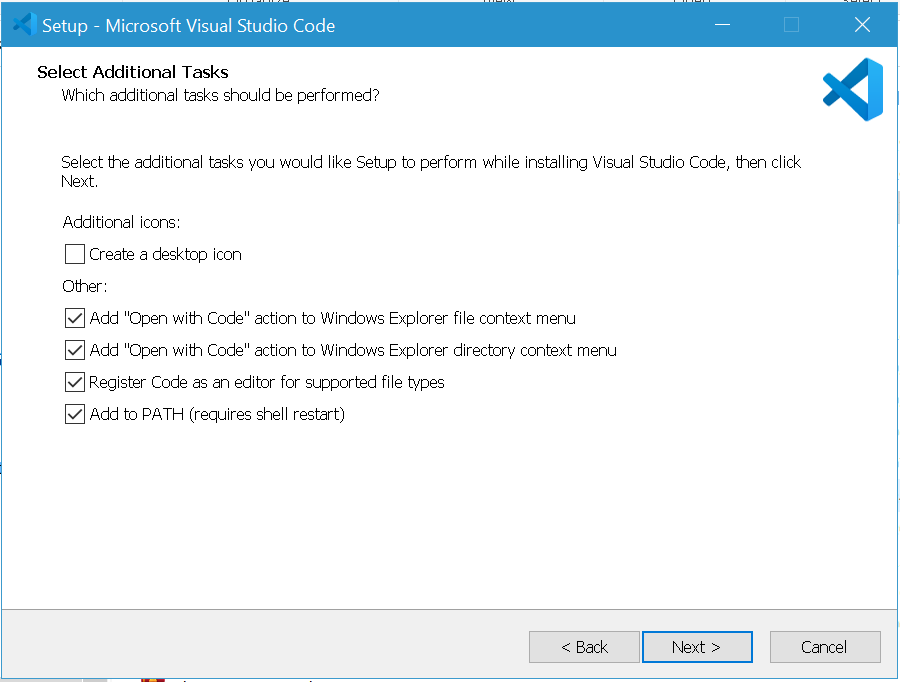 Setup - Microsoft Visual Studio Code
Select Additional Tasks
Which additional tasks should be performed?
Select the additional tasks you would like Setup to perform while installing Visual Studio Code, then click
Next.
Additional icons:
Create a desktop icon
Other:
Add "Open with Code" action to Windows Explorer file context menu
Add "Open with Code" action to Windows Explorer directory context menu
Register Code as an editor for supported file types
Add to PATH (requires shell restart)
< Back
Next >
Cancel